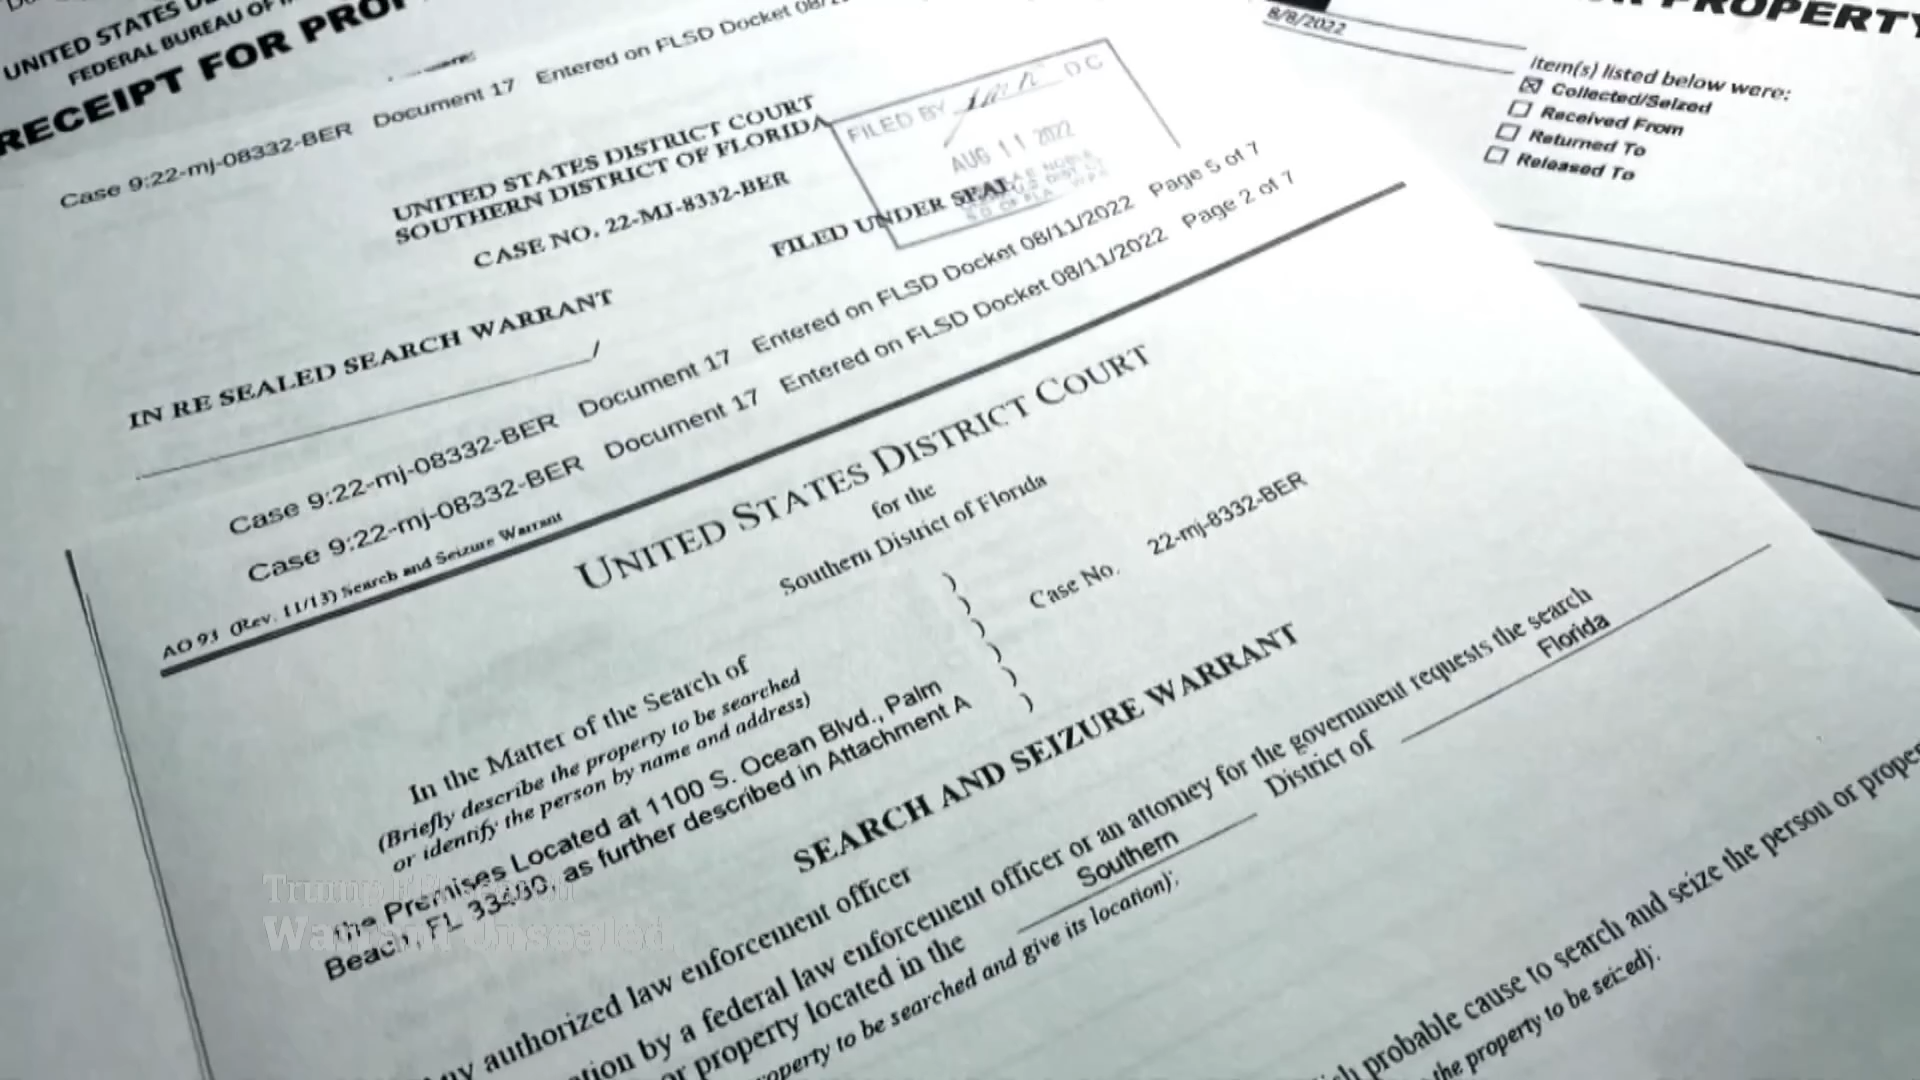 UNITED STATES
FEDERAL BUREAU OF
RECEIPT FOR
Case 9:22-mj-08332-BER Document 17 Entered on FLSD Docket
UNITED STATES DISTRICT COURT
SOUTHERN DISTRICT OF FLORIDA
CASE NO. 22-MJ-8332-BER
FILED BY D C
AUG 11 2022
FILED UNDER SEAL
IN RE SEALED SEARCH WARRANT
/
Case 9:22-mj-08332-BER Document 17 Entered on FLSD Docket 08/11/2022 Page 5 of 7
Case 9:22-mj-08332-BER Document 17 Entered on FLSD Docket 08/11/2022 Page 2 of 7
AO 93 (Rev. 11/13) Search and Seizure Warrant
UNITED STATES DISTRICT COURT
for the
Southern District of Florida
In the Matter of the Search of
(Briefly describe the property to be searched
or identify the person by name and address)
the Premises Located at 1100 S. Ocean Blvd., Palm
Beach, FL 33480, as further described in Attachment A
)
)
)
)
)
)
Case No. 22-mj-8332-BER
SEARCH AND SEIZURE WARRANT
authorized law enforcement officer
by a federal law enforcement officer or an attorney for the government requests the search
or property located in the Southern District of Florida
to be searched and give its location):
probable cause to search and seize the person or
the property to be seized):
8/8/2022
PROPERTY
item(s) listed below were:
☒ Collected/Seized
☐ Received From
☐ Returned To
☐ Released To
Trump
Unsealed